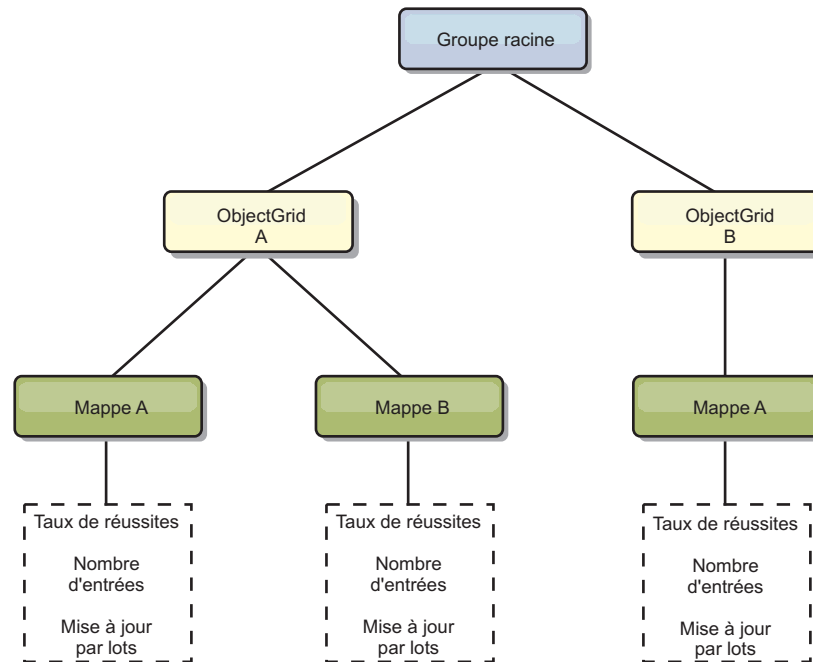 Groupe racine
ObjectGrid
A
ObjectGrid
B
Mappe A
Mappe B
Mappe A
Taux de réussites
Nombre
d'entrées
Mise à jour
par lots
Taux de réussites
Nombre
d'entrées
Mise à jour
par lots
Taux de réussites
Nombre
d'entrées
Mise à jour
par lots